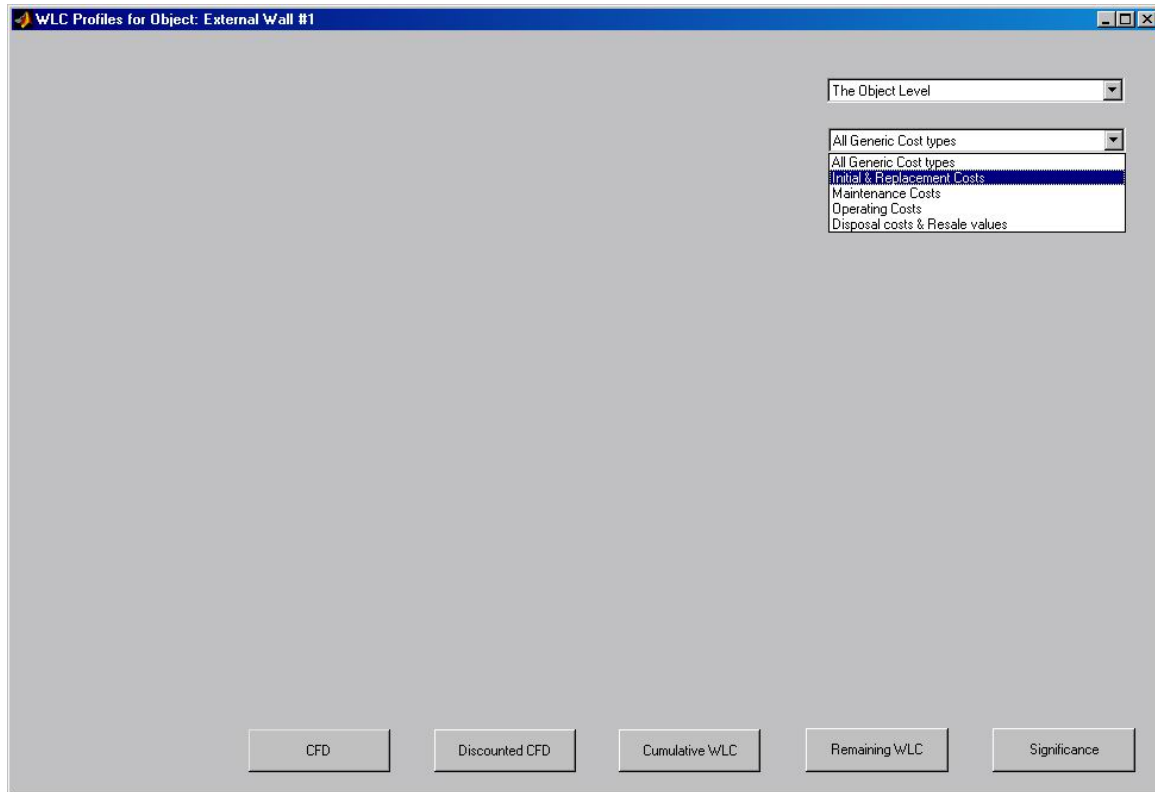 WLC Profiles for Object: External Wall #1
The Object Level
All Generic Cost types
All Generic Cost types
Initial & Replacement Costs
Maintenance Costs
Operating Costs
Disposal costs & Resale values
CFD
Discounted CFD
Cumulative WLC
Remaining WLC
Significance